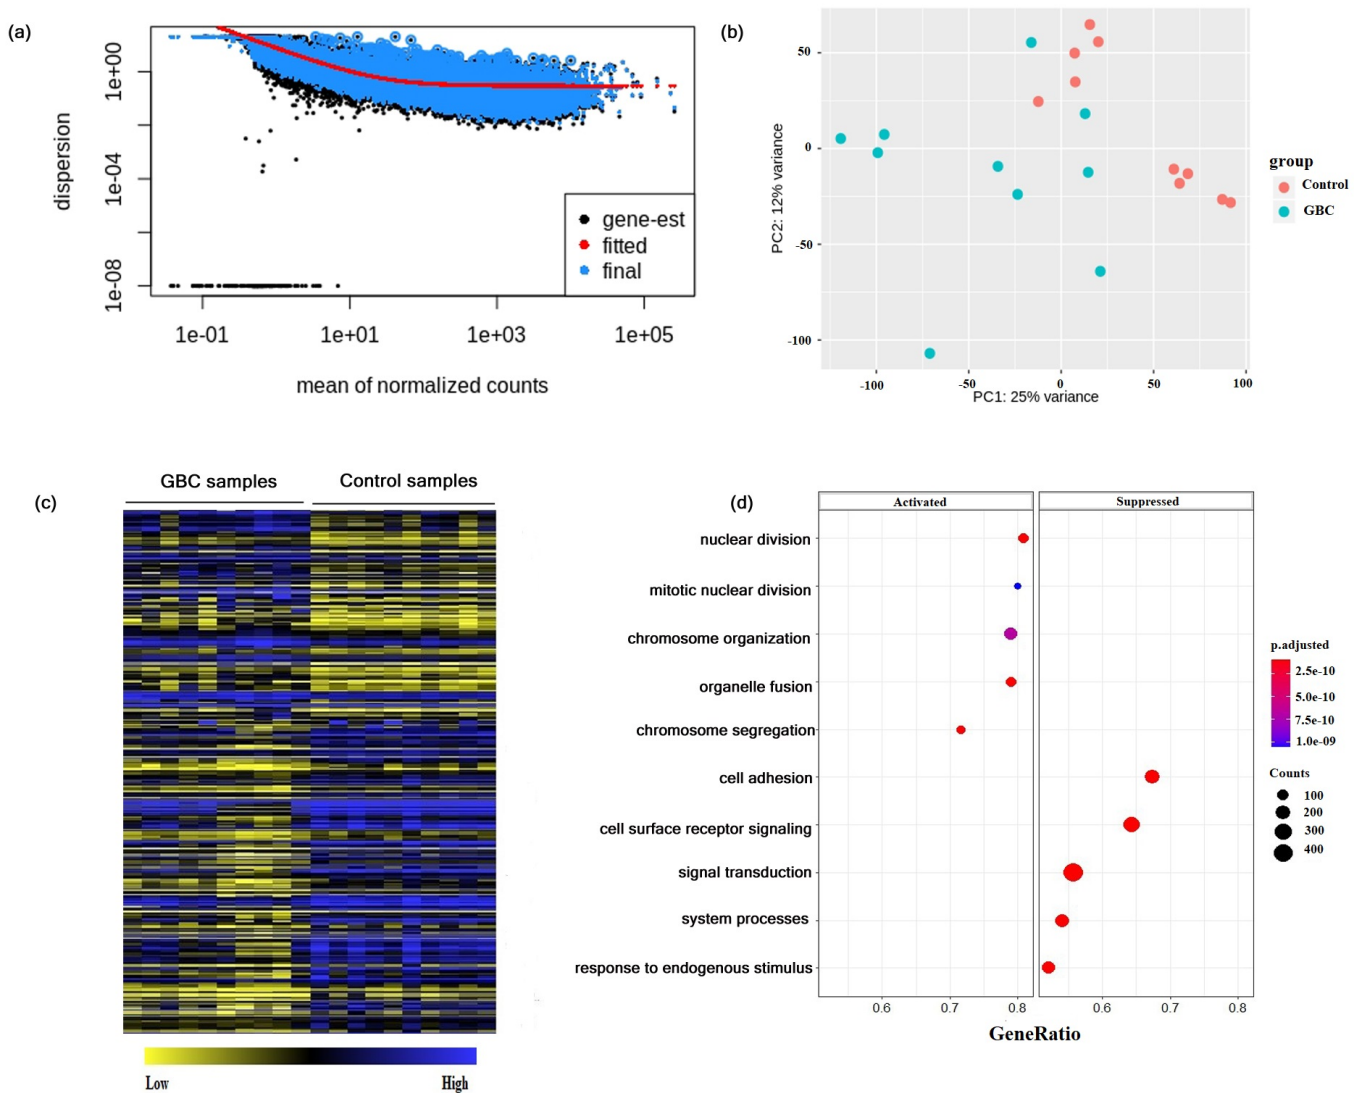 (a)
1e+00
1e-04
1e-08
dispersion
gene-est
fitted
final
1e-01
1e+01
1e+03
1e+05
mean of normalized counts
(b)
50
0
-50
-100
PC2: 12% variance
-100
-50
0
50
100
PC1: 25% variance
group
Control
GBC
(c)
GBC samples
Control samples
Low
High
(d)
Activated
Suppressed
nuclear division
mitotic nuclear division
chromosome organization
organelle fusion
chromosome segregation
cell adhesion
cell surface receptor signaling
signal transduction
system processes
response to endogenous stimulus
0.6
0.7
0.8
0.6
0.7
0.8
GeneRatio
p.adjusted
2.5e-10
5.0e-10
7.5e-10
1.0e-09
Counts
100
200
300
400